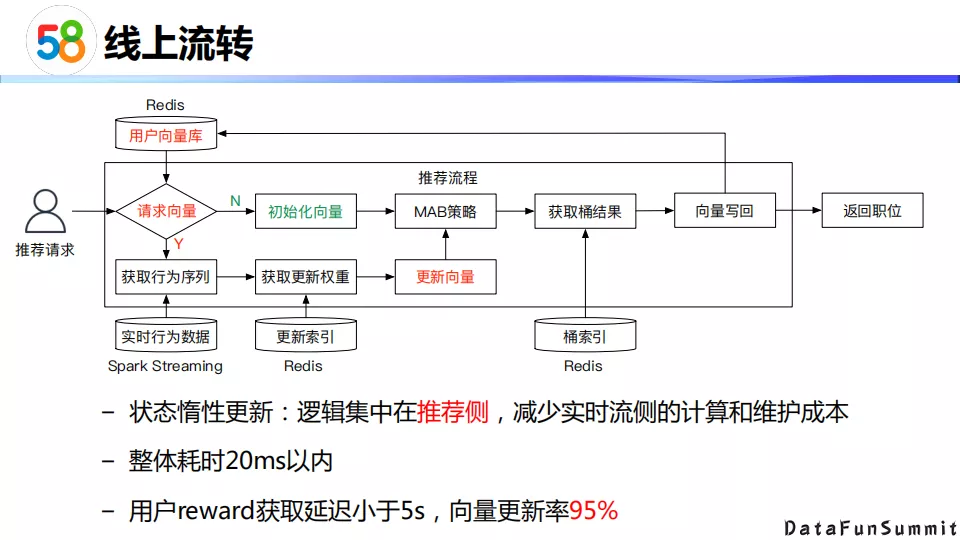 58
线上流转
Redis
用户向量库
推荐流程
推荐请求
请求向量
N
初始化向量
MAB策略
获取桶结果
向量写回
返回职位
Y
获取行为序列
获取更新权重
更新向量
实时行为数据
更新索引
桶索引
Spark Streaming
Redis
Redis
– 状态惰性更新：逻辑集中在推荐侧，减少实时流侧的计算和维护成本
– 整体耗时20ms以内
– 用户reward获取延迟小于5s，向量更新率95%
DataFunSummit